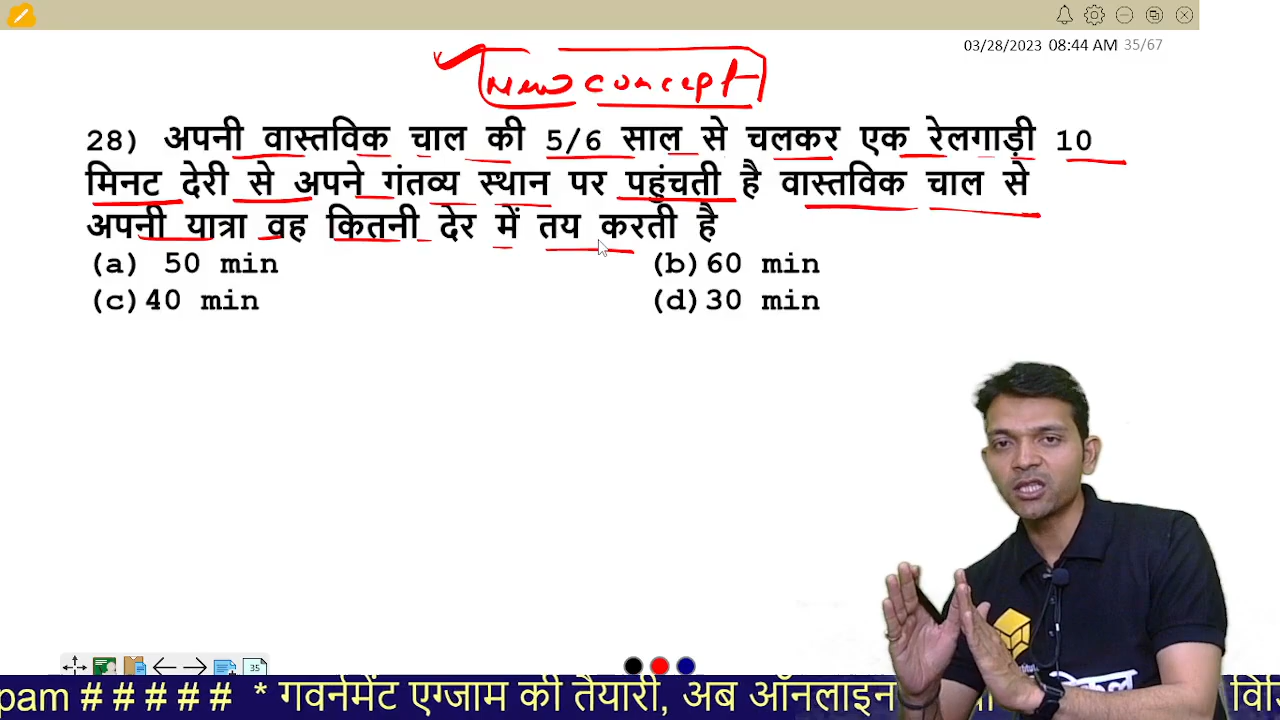 03/28/2023 08:44 AM 35/67
New concept
28) अपनी वास्तविक चाल की 5/6 साल से चलकर एक रेलगाड़ी 10
मिनट देरी से अपने गंतव्य स्थान पर पहुंचती है वास्तविक चाल से
अपनी यात्रा वह कितनी देर में तय करती है
(a) 50 min (b)60 min
(c)40 min (d)30 min
35
pam # # # # # * गवर्नमेंट एग्जाम की तैयारी, अब ऑनलाइन